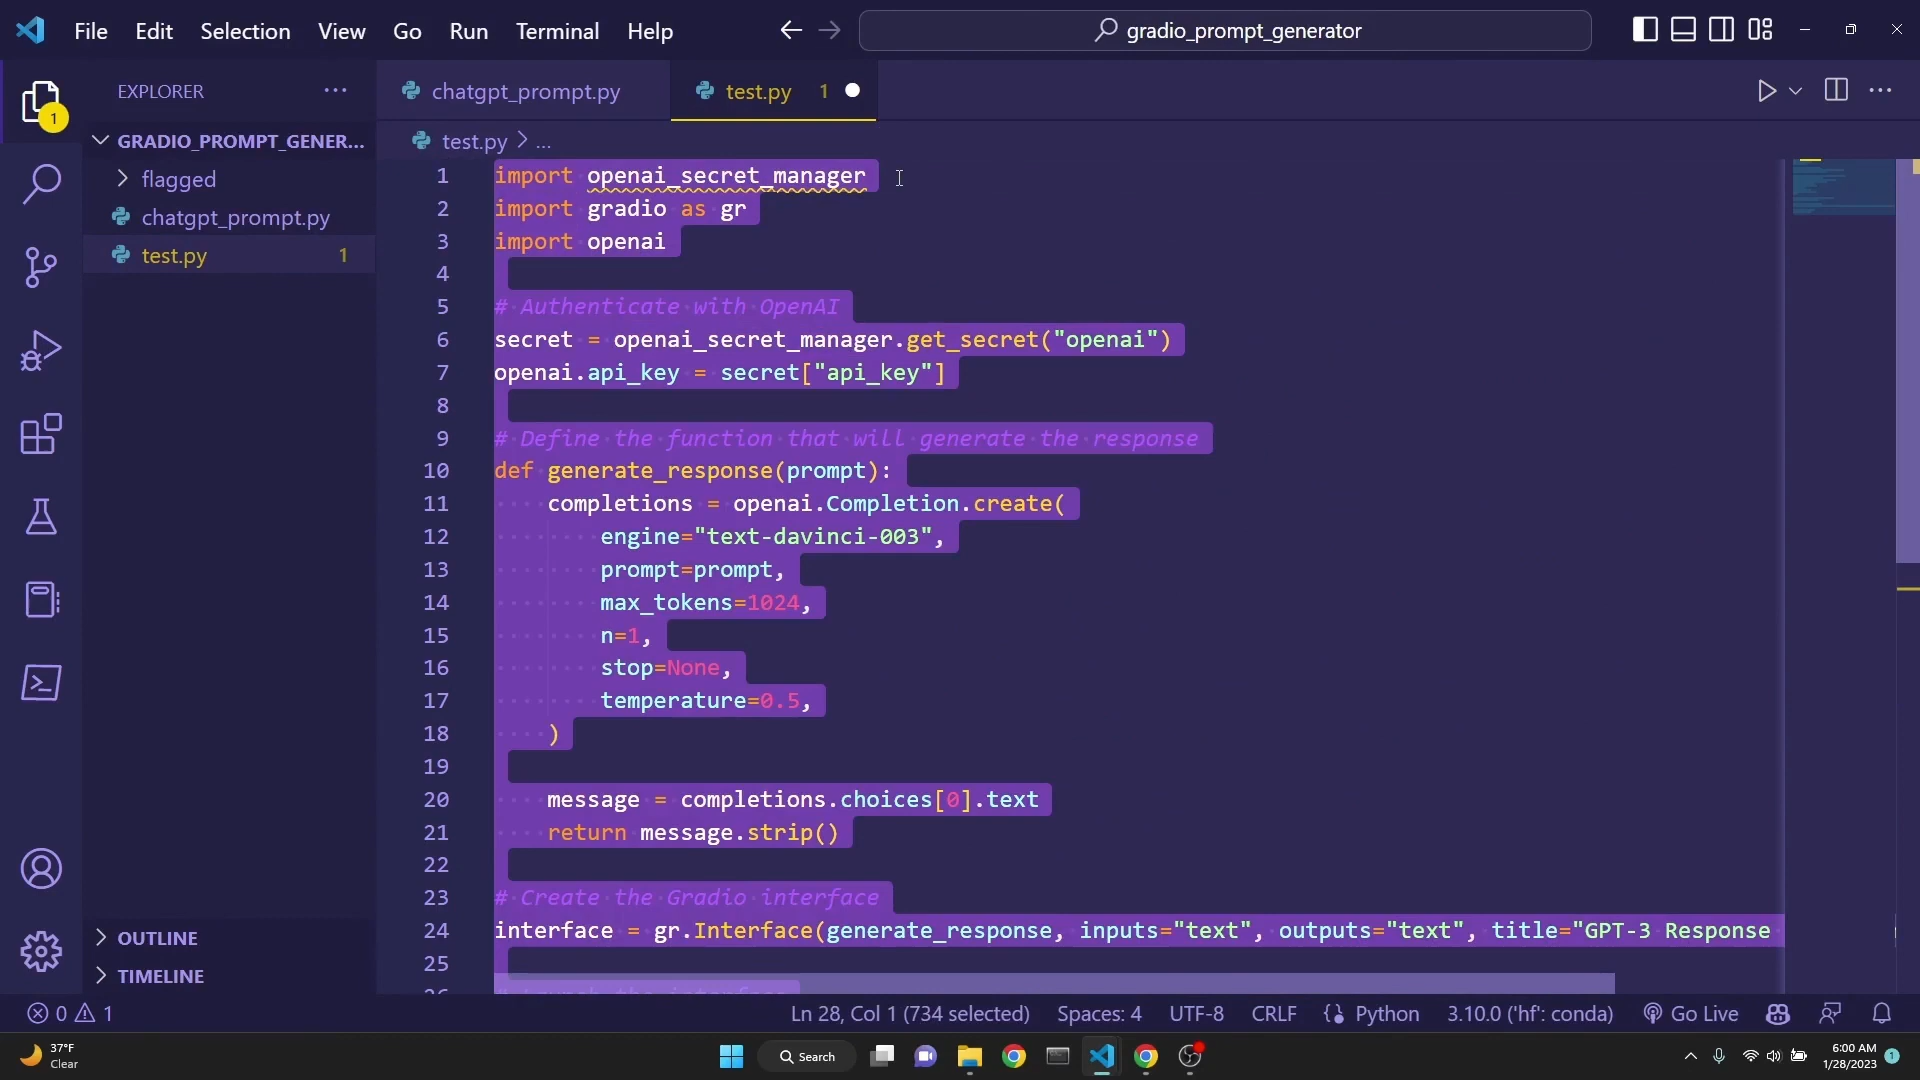 File Edit Selection View Go Run Terminal Help
gradio_prompt_generator
EXPLORER
GRADIO_PROMPT_GENER...
flagged
chatgpt_prompt.py
test.py 1
OUTLINE
TIMELINE
chatgpt_prompt.py
test.py 1
test.py > ...
1 import openai_secret_manager
2 import gradio as gr
3 import openai
4
5 # Authenticate with OpenAI
6 secret = openai_secret_manager.get_secret("openai")
7 openai.api_key = secret["api_key"]
8
9 # Define the function that will generate the response
10 def generate_response(prompt):
11 completions = openai.Completion.create(
12 engine="text-davinci-003",
13 prompt=prompt,
14 max_tokens=1024,
15 n=1,
16 stop=None,
17 temperature=0.5,
18 )
19
20 message = completions.choices[0].text
21 return message.strip()
22
23 # Create the Gradio interface
24 interface = gr.Interface(generate_response, inputs="text", outputs="text", title="GPT-3 Response
25
0 1
Ln 28, Col 1 (734 selected) Spaces: 4 UTF-8 CRLF Python 3.10.0 ('hf': conda) Go Live
37°F
Clear
Search
6:00 AM
1/28/2023
1